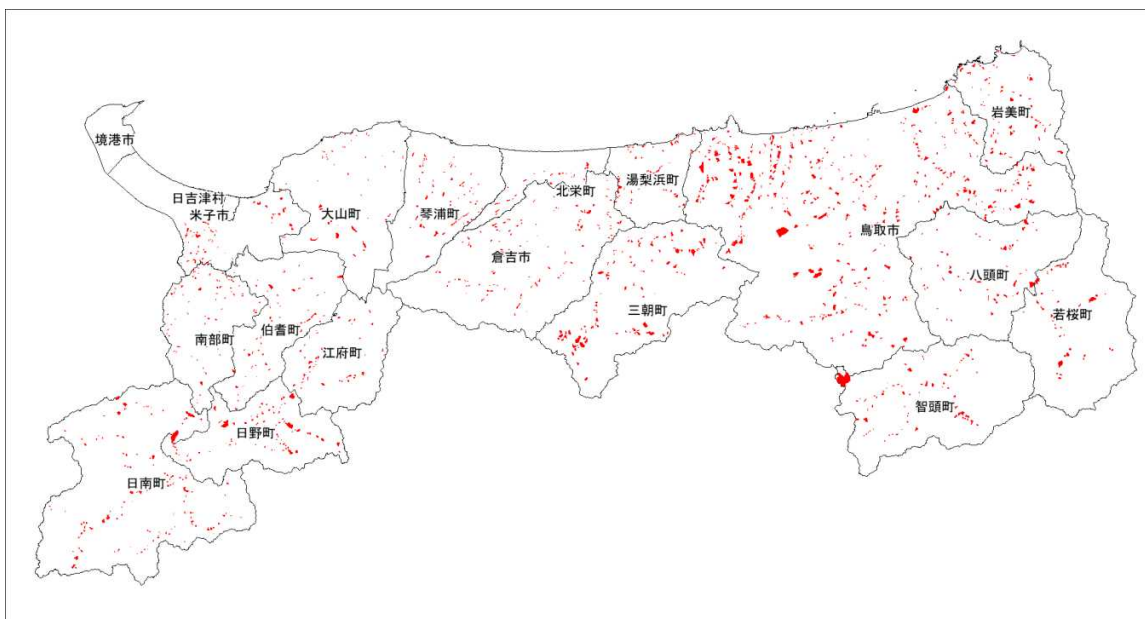 境港市
岩美町
日吉津村
米子市
大山町
琴浦町
北栄町
湯梨浜町
鳥取市
倉吉市
八頭町
三朝町
若桜町
南部町
伯耆町
江府町
智頭町
日野町
日南町